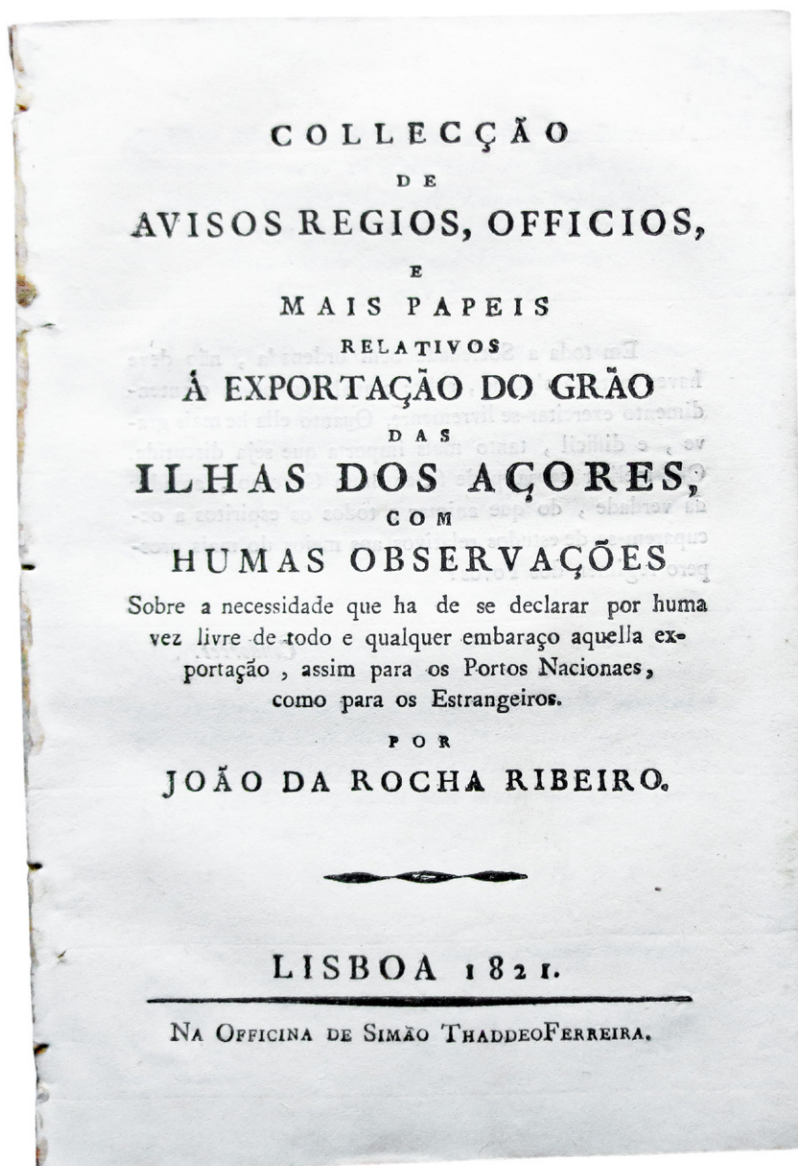 COLLECÇÃO
DE
AVISOS REGIOS, OFFICIOS,
E
MAIS PAPEIS
RELATIVOS
Á EXPORTAÇÃO DO GRÃO
DAS
ILHAS DOS AÇORES,
COM
HUMAS OBSERVAÇÕES
Sobre a necessidade que ha de se declarar por huma
vez livre de todo e qualquer embaraço aquella ex-
portação , assim para os Portos Nacionaes,
como para os Estrangeiros.
POR
JOÃO DA ROCHA RIBEIRO.
LISBOA 1821.
NA OFFICINA DE SIMÃO THADDEOFERREIRA.